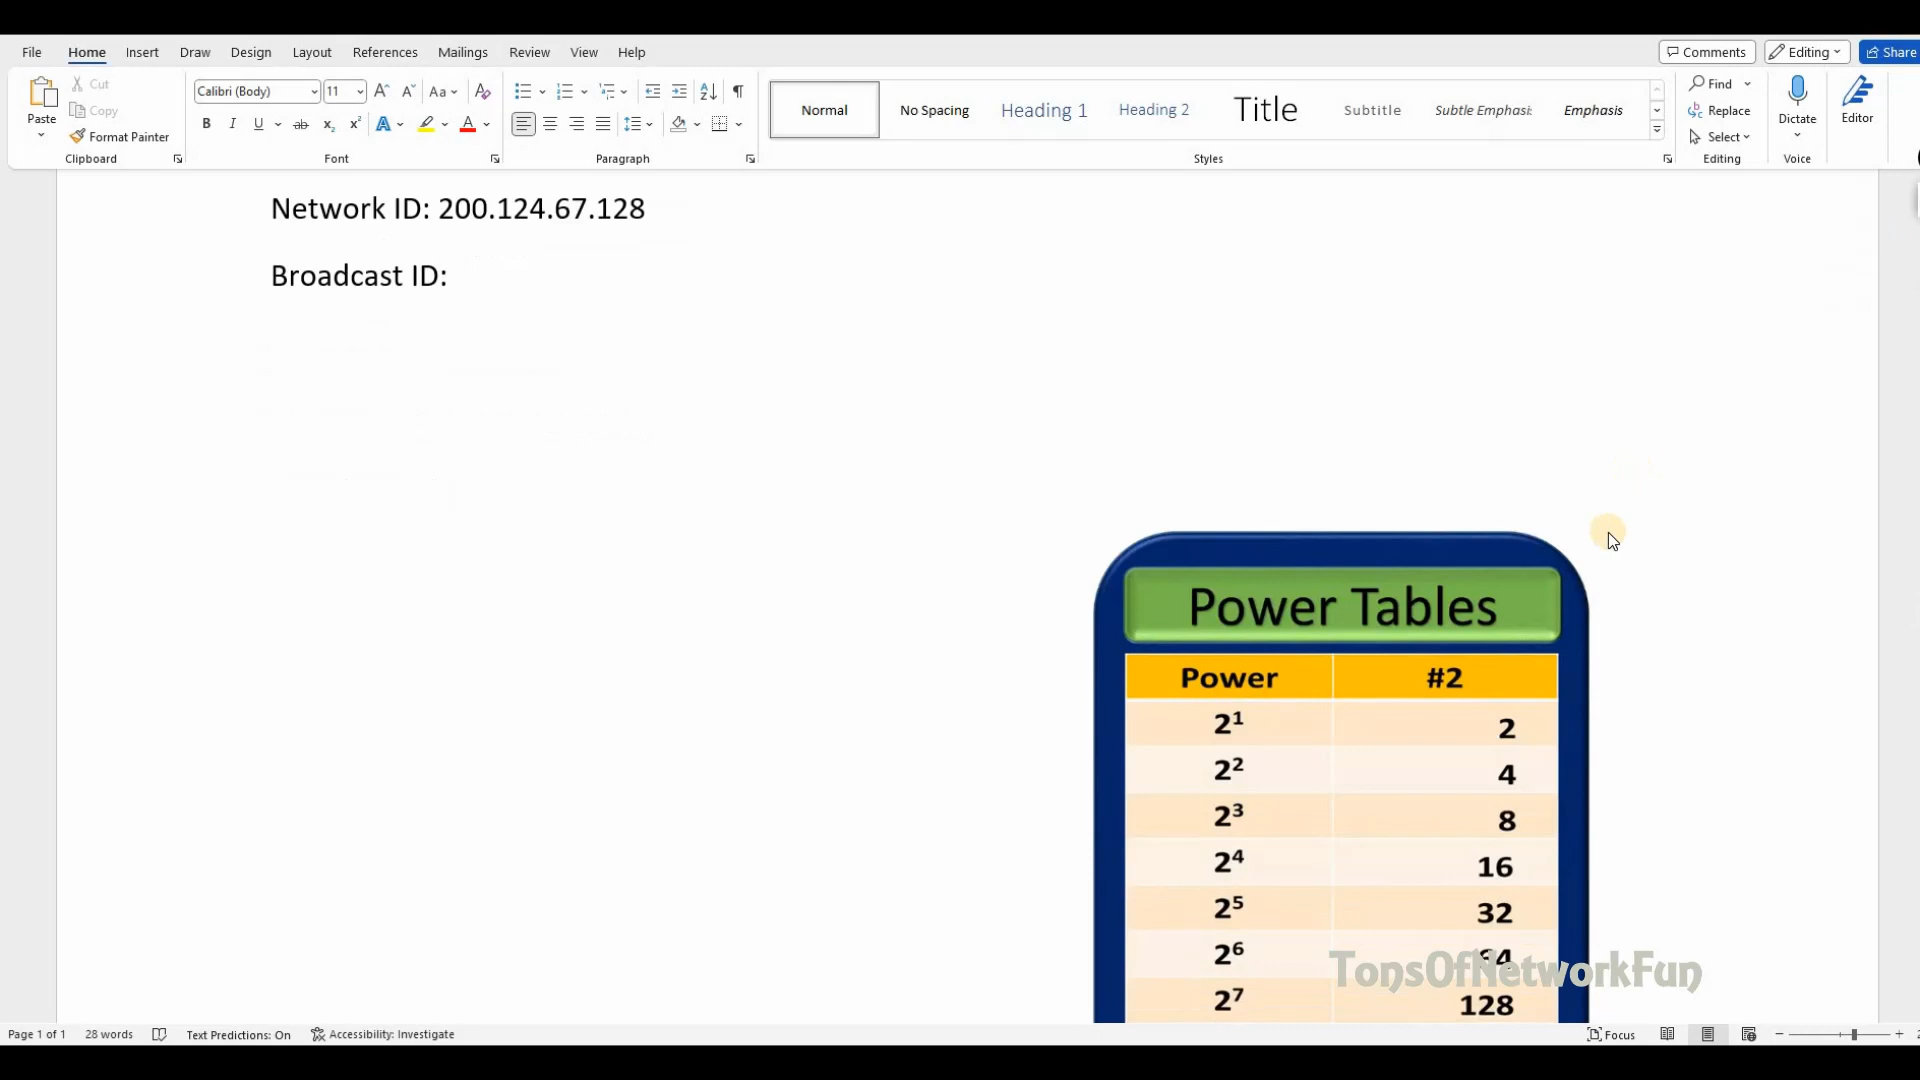 File Home Insert Draw Design Layout References Mailings Review View Help Comments Editing Share
Paste Cut Copy Format Painter Clipboard
Calibri (Body) 11 Aa Font
Paragraph
Normal No Spacing Heading 1 Heading 2 Title Subtitle Subtle Emphasis Emphasis Styles
Find Replace Select Editing
Dictate Voice
Editor
Network ID: 200.124.67.128
Broadcast ID:
Power Tables
Power #2
2¹ 2
2² 4
2³ 8
2⁴ 16
2⁵ 32
2⁶ 64
2⁷ 128
TonsOfNetworkFun
Page 1 of 1 28 words Text Predictions: On Accessibility: Investigate Focus